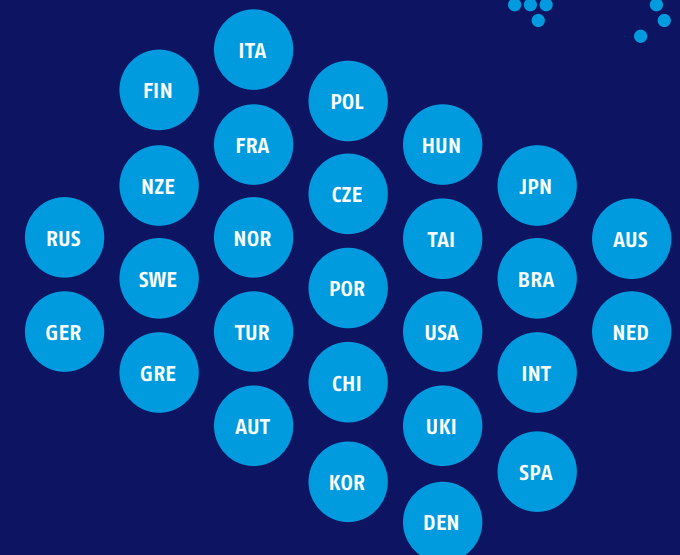 ITA
FIN
POL
FRA
HUN
NZE
CZE
JPN
RUS
NOR
TAI
AUS
SWE
POR
BRA
GER
TUR
USA
NED
GRE
CHI
INT
AUT
UKI
KOR
SPA
DEN